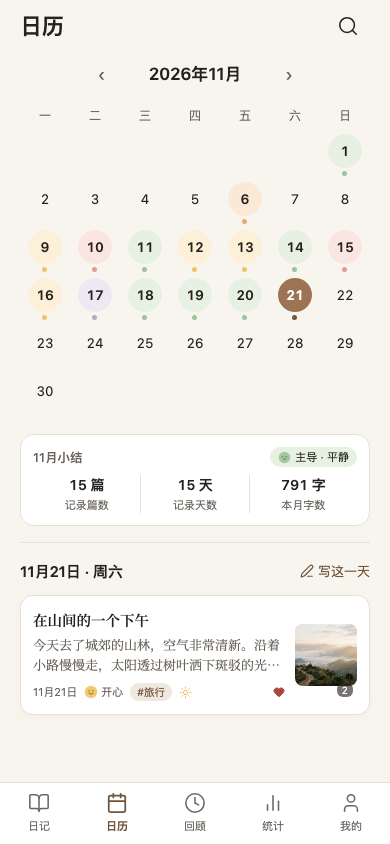 日历
‹ 2026年11月 ›
一 二 三 四 五 六 日
1
2 3 4 5 6 7 8
9 10 11 12 13 14 15
16 17 18 19 20 21 22
23 24 25 26 27 28 29
30
11月小结 主导 · 平静
15 篇 15 天 791 字
记录篇数 记录天数 本月字数
11月21日 · 周六 写这一天
在山间的一个下午
今天去了城郊的山林，空气非常清新。沿着
小路慢慢走，太阳透过树叶洒下斑驳的光…
11月21日 开心 #旅行 2
日记 日历 回顾 统计 我的